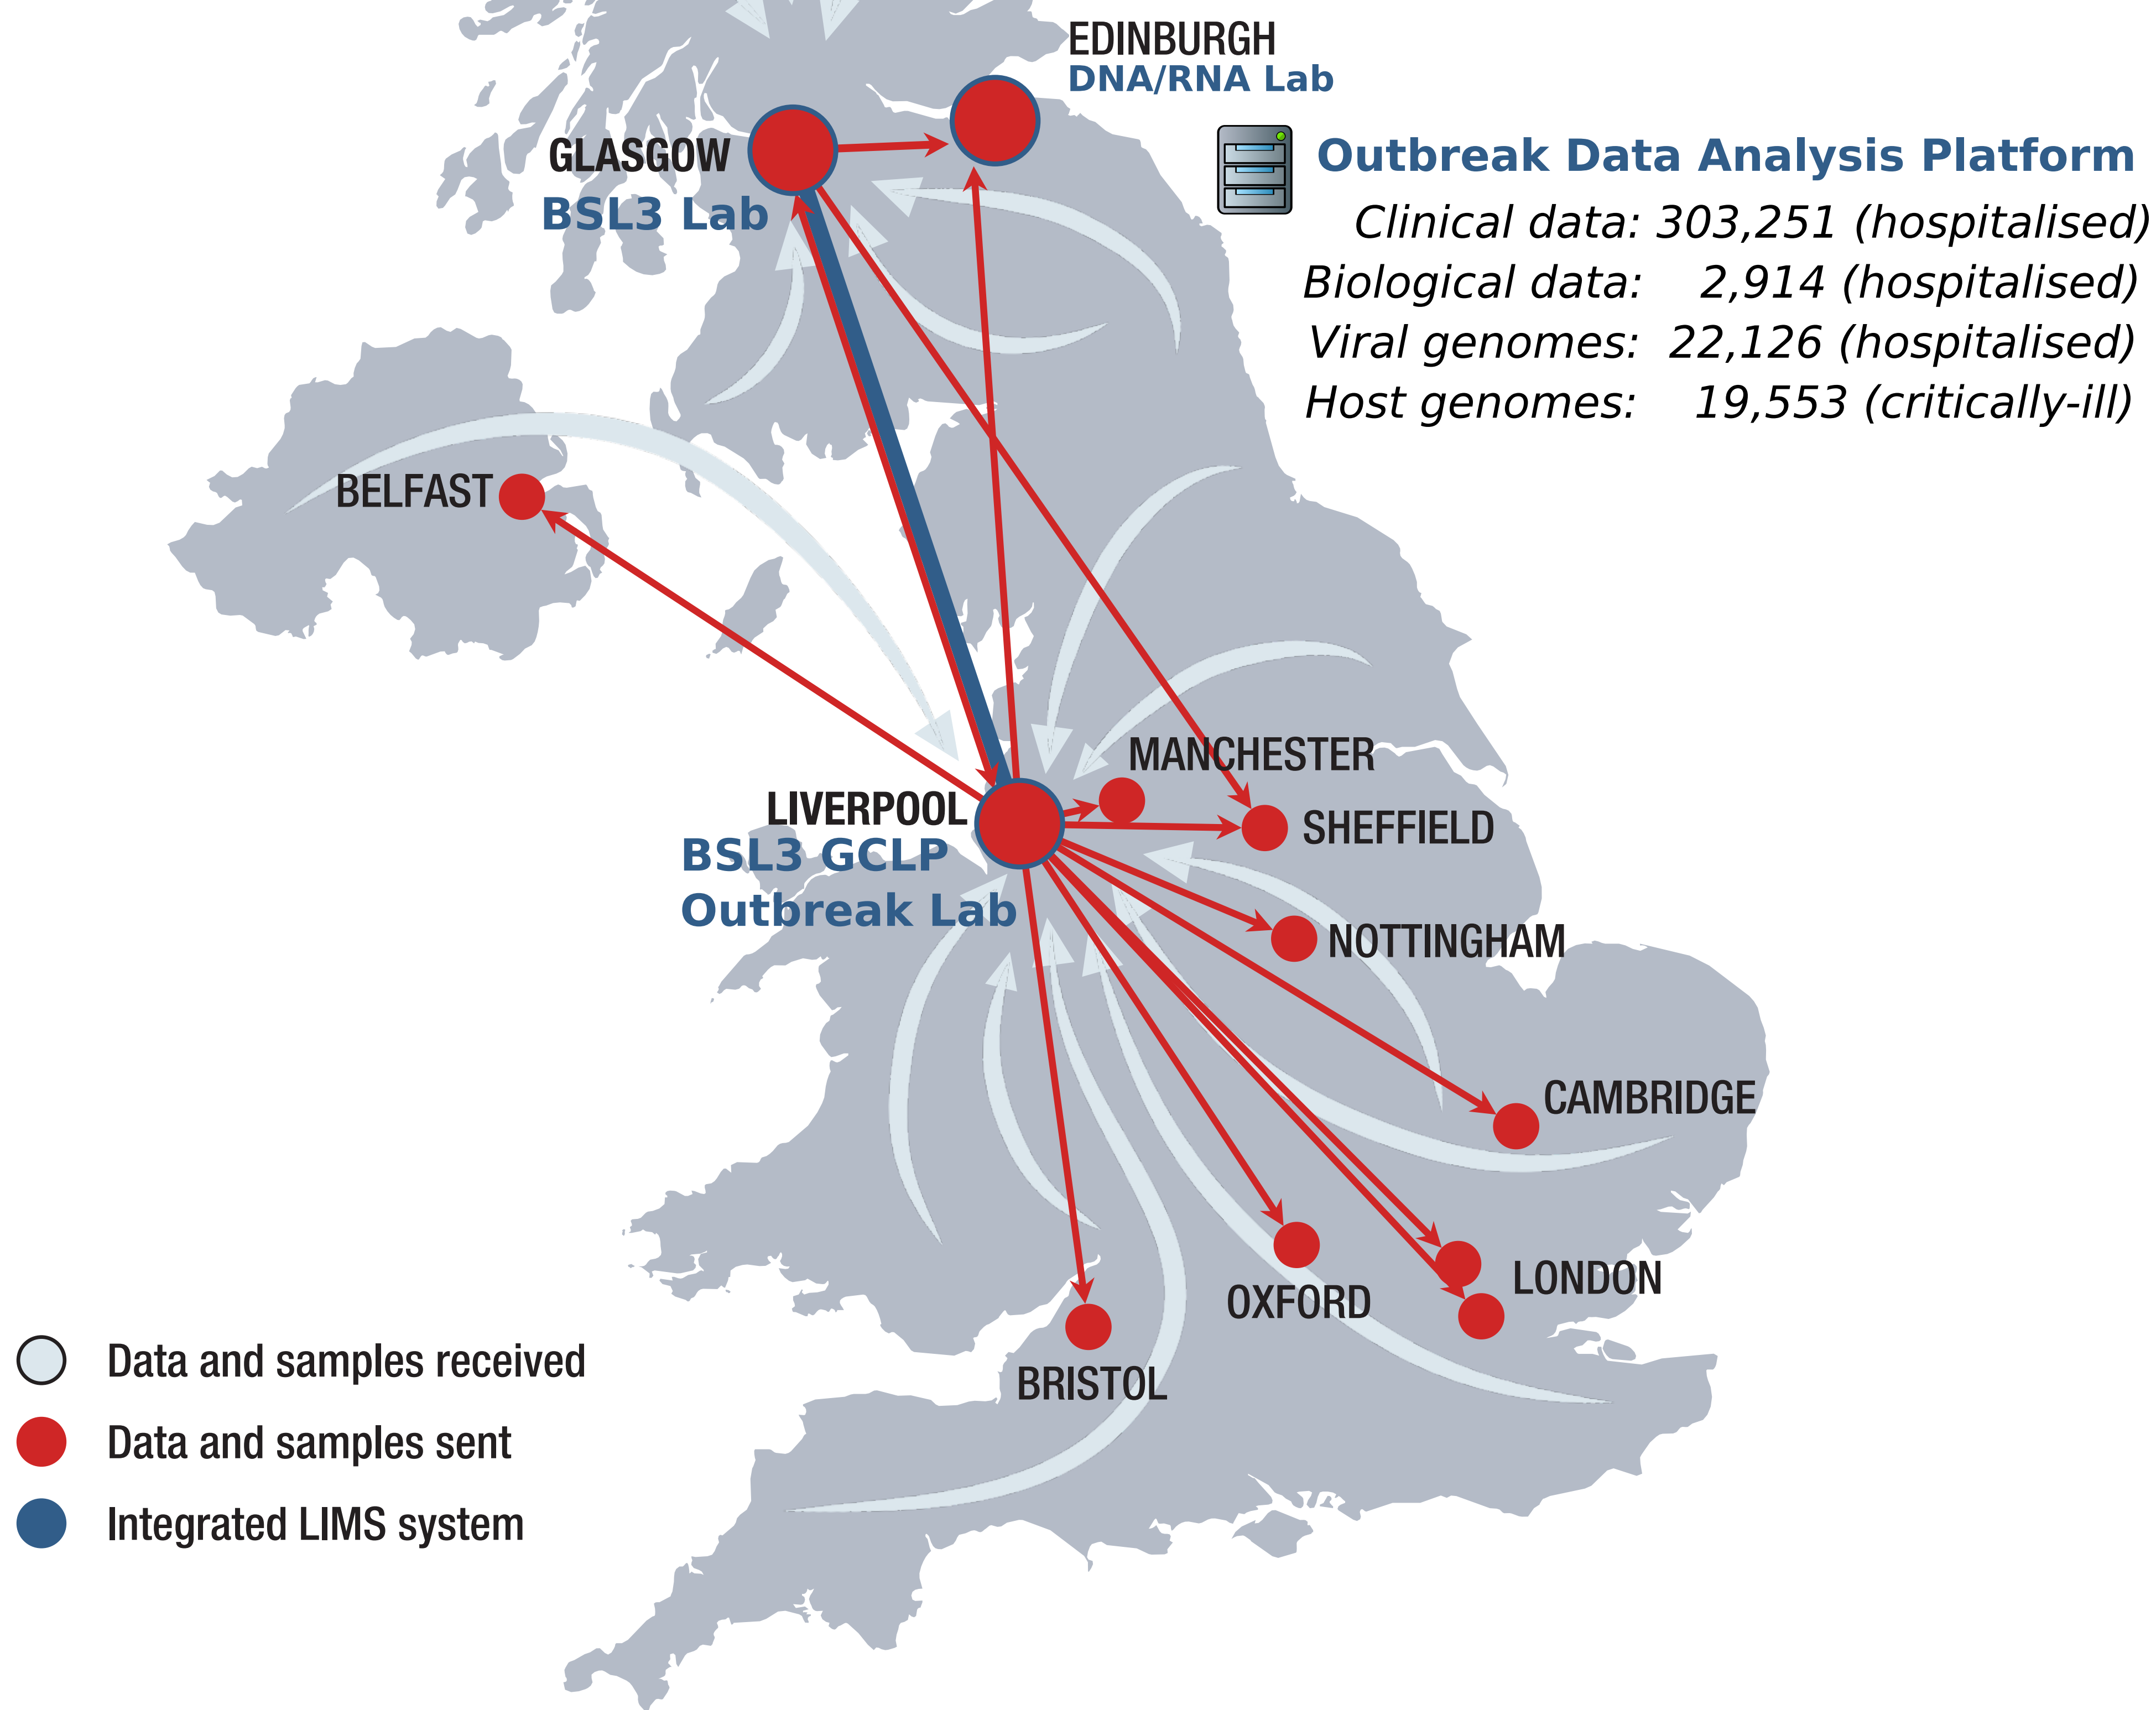 EDINBURGH
DNA/RNA Lab
GLASGOW
BSL3 Lab
Outbreak Data Analysis Platform
Clinical data: 303,251 (hospitalised)
Biological data: 2,914 (hospitalised)
Viral genomes: 22,126 (hospitalised)
Host genomes: 19,553 (critically-ill)
BELFAST
MANCHESTER
LIVERPOOL
BSL3 GCLP
Outbreak Lab
SHEFFIELD
NOTTINGHAM
CAMBRIDGE
LONDON
OXFORD
BRISTOL
Data and samples received
Data and samples sent
Integrated LIMS system